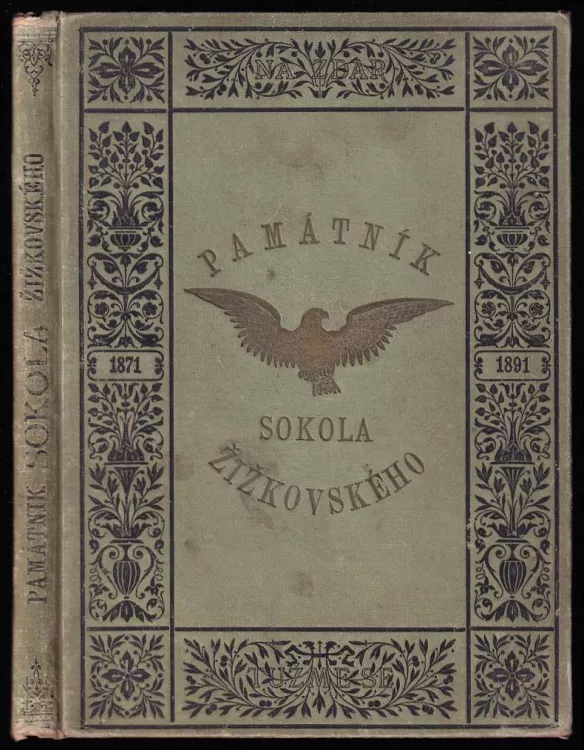 NA ZDAR
PAMÁTNÍK
1871
1891
SOKOLA
ŽIŽKOVSKÉHO
TUŽME SE
PAMÁTNÍK SOKOLA ŽIŽKOVSKÉHO